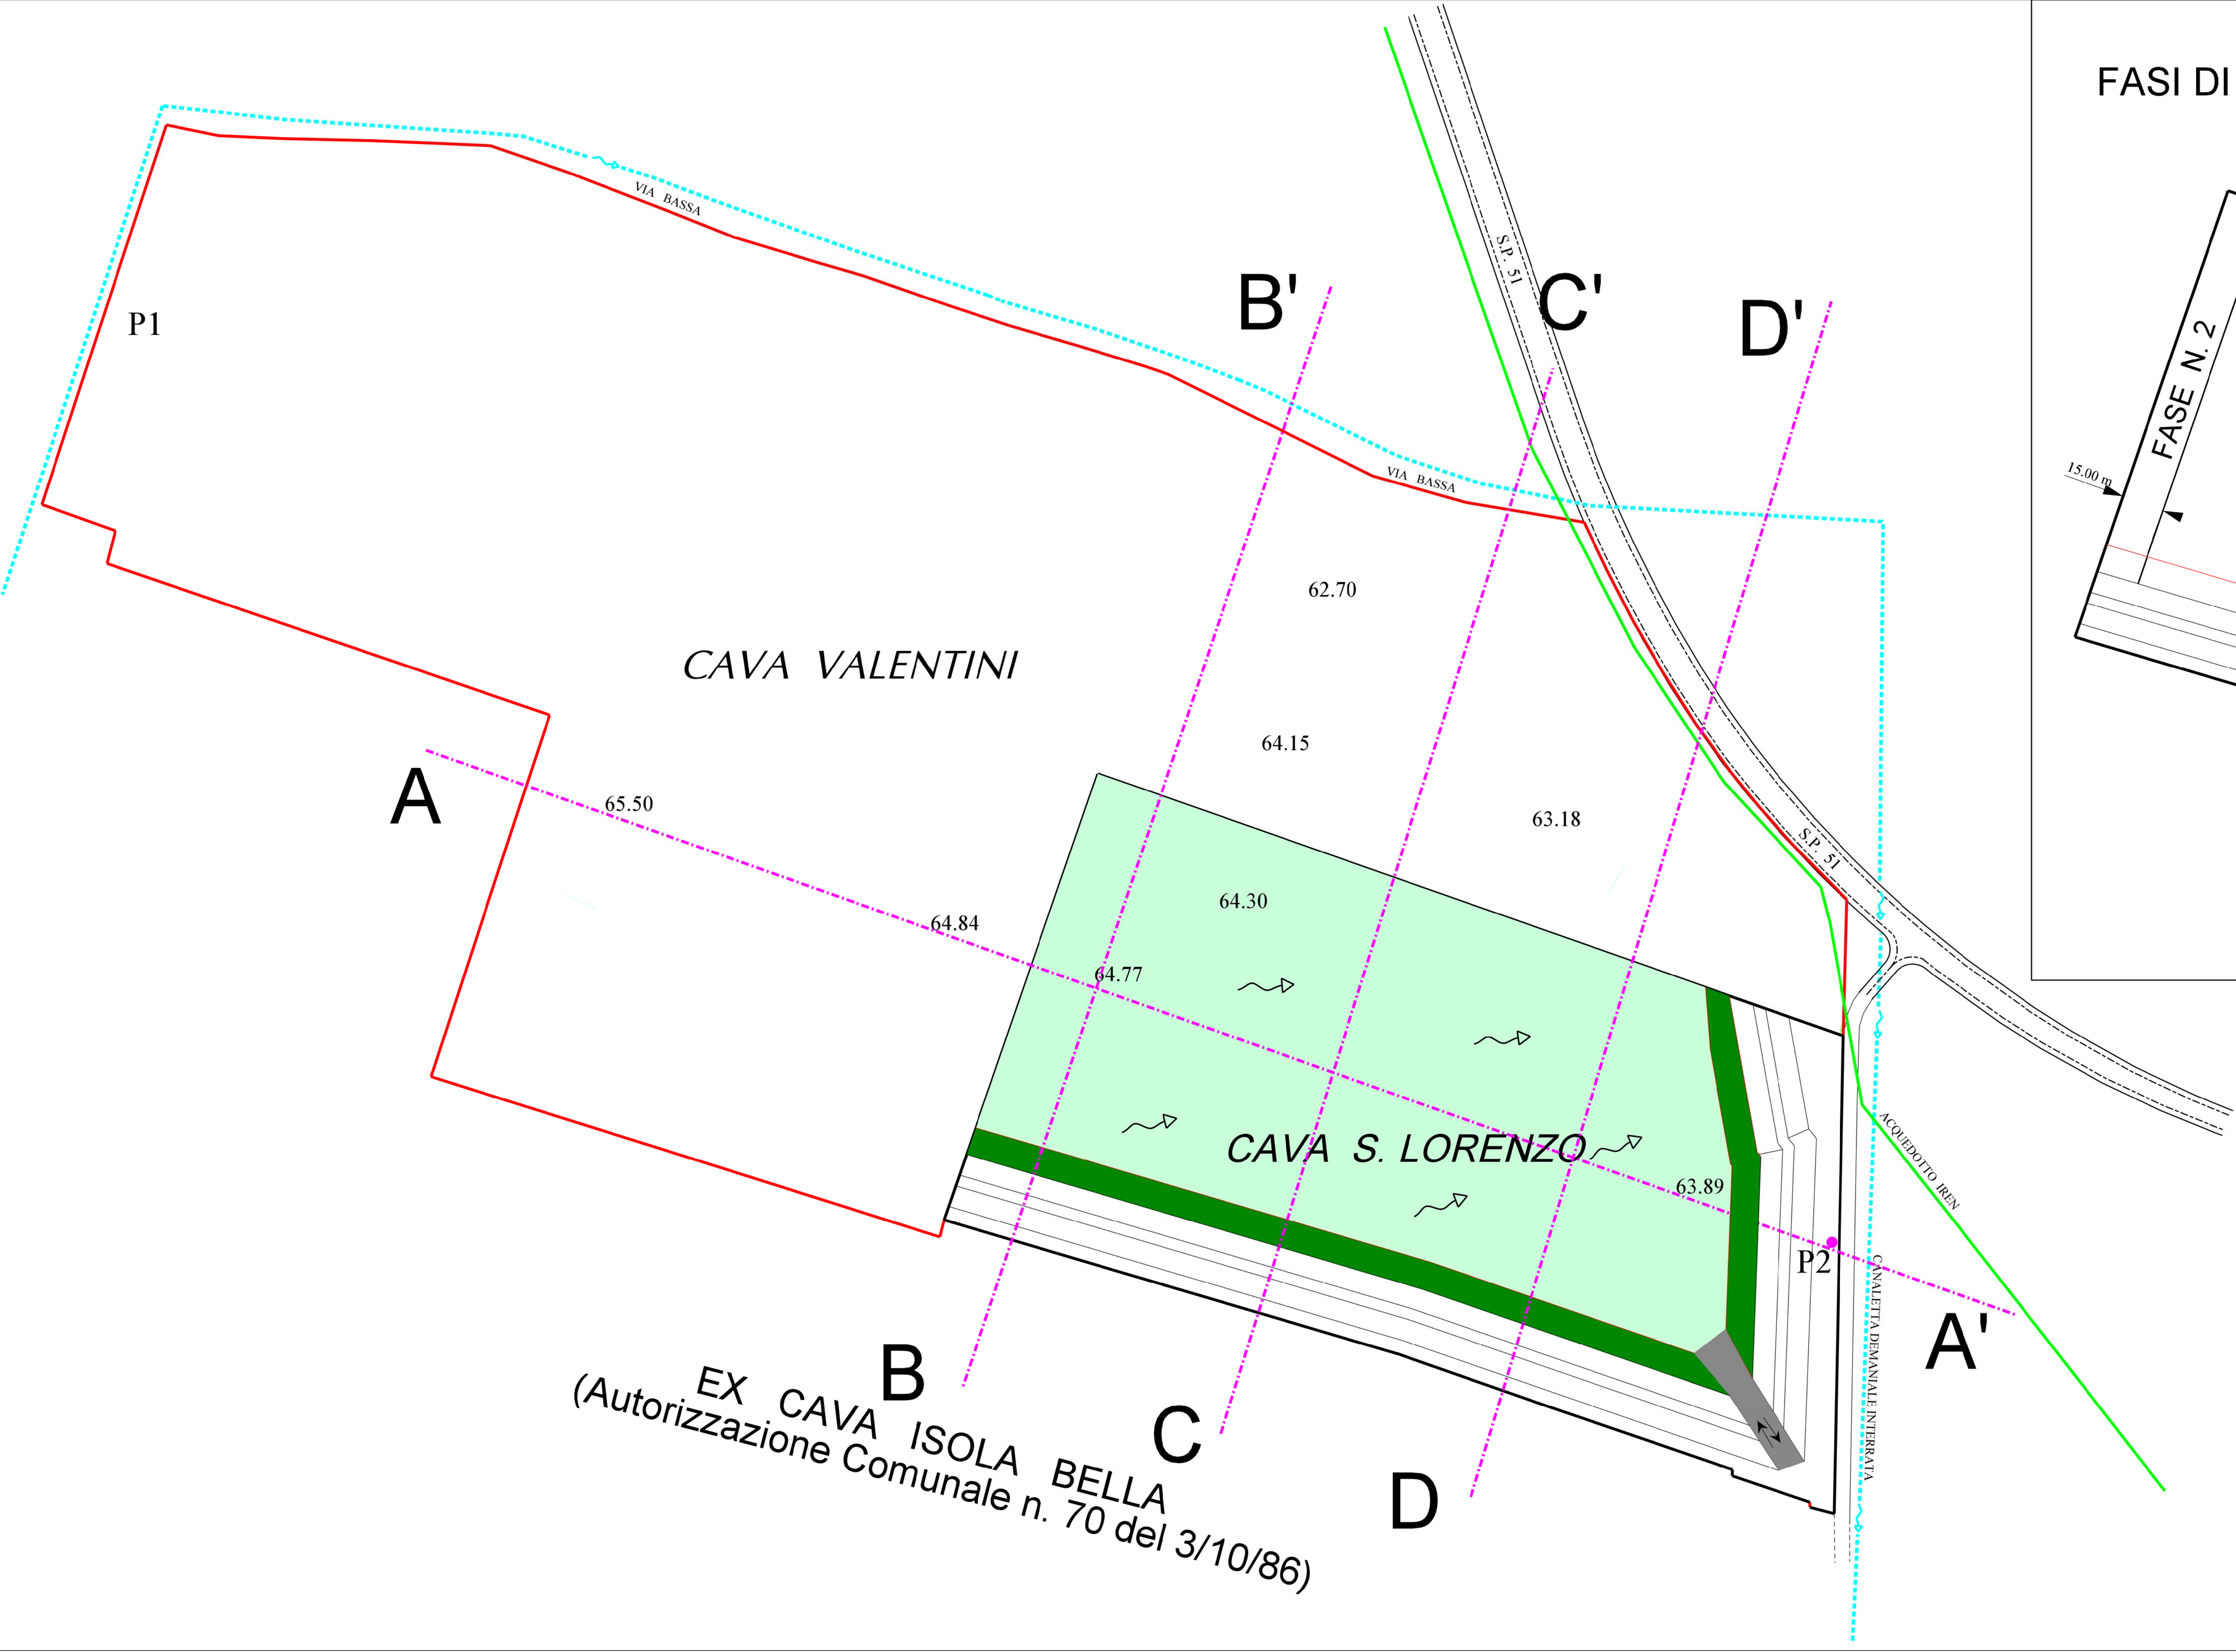 FASI DI
VIA BASSA
P1
B'
S.P. 51
C'
D'
FASE N. 2
15.00 m
VIA BASSA
62.70
CAVA VALENTINI
64.15
A
65.50
63.18
S.P. 51
64.30
64.84
64.77
ACQUEDOTTO IREN
CAVA S. LORENZO
63.89
P2
CANALETTA DEMANIALE INTERRATA
A'
B
EX CAVA ISOLA BELLA
(Autorizzazione Comunale n. 70 del 3/10/86)
C
D